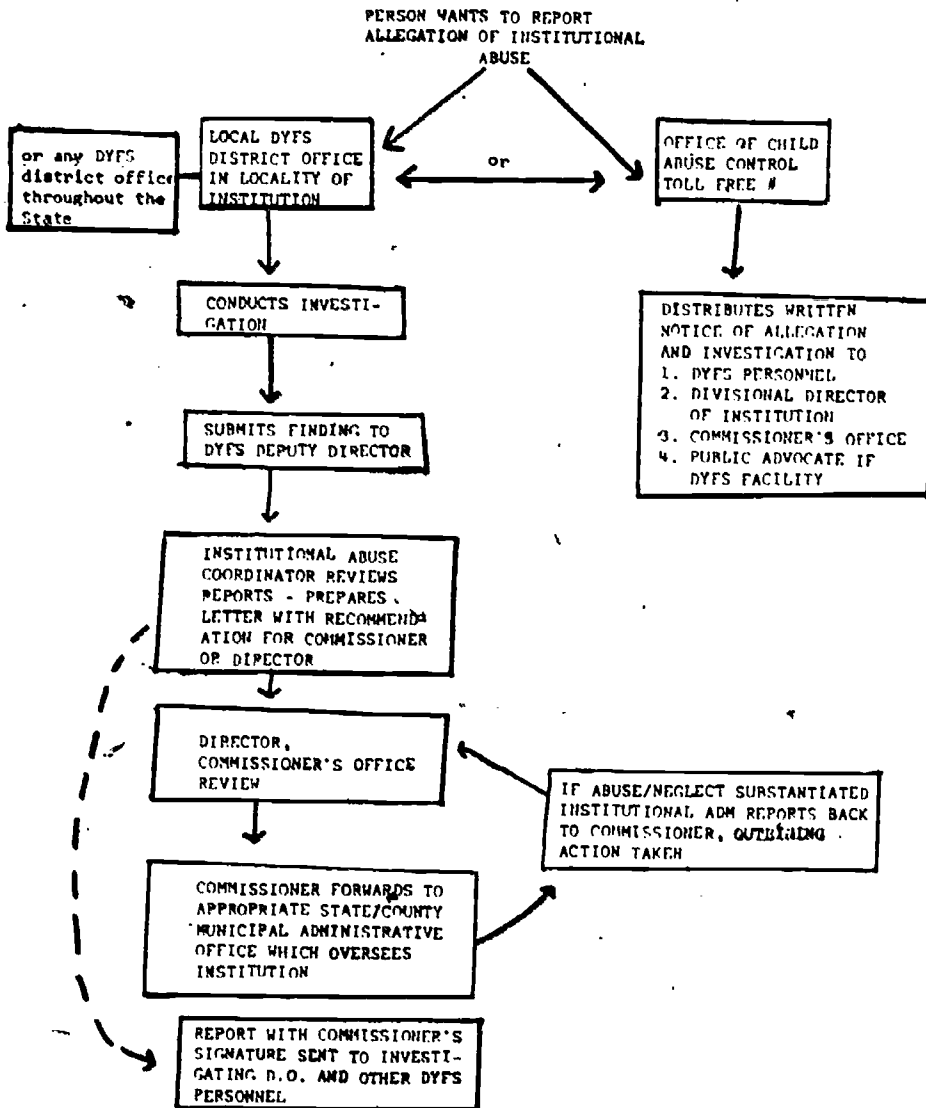 PERSON WANTS TO REPORT
ALLEGATION OF INSTITUTIONAL
ABUSE
or any DYFS
district office
throughout the
State
LOCAL DYFS
DISTRICT OFFICE
IN LOCALITY OF
INSTITUTION
or
OFFICE OF CHILD
ABUSE CONTROL
TOLL FREE #
CONDUCTS INVESTI-
GATION
DISTRIBUTES WRITTEN
NOTICE OF ALLEGATION
AND INVESTIGATION TO
1. DYFS PERSONNEL
2. DIVISIONAL DIRECTOR
OF INSTITUTION
3. COMMISSIONER'S OFFICE
4. PUBLIC ADVOCATE IF
DYFS FACILITY
SUBMITS FINDING TO
DYFS DEPUTY DIRECTOR
INSTITUTIONAL ABUSE
COORDINATOR REVIEWS
REPORTS - PREPARES
LETTER WITH RECOMMEND-
ATION FOR COMMISSIONER
OR DIRECTOR
DIRECTOR,
COMMISSIONER'S OFFICE
REVIEW
IF ABUSE/NEGLECT SUBSTANTIATED
INSTITUTIONAL ADM REPORTS BACK
TO COMMISSIONER, OUTLINING
ACTION TAKEN
COMMISSIONER FORWARDS TO
APPROPRIATE STATE/COUNTY
MUNICIPAL ADMINISTRATIVE
OFFICE WHICH OVERSEES
INSTITUTION
REPORT WITH COMMISSIONER'S
SIGNATURE SENT TO INVESTI-
GATING D.O. AND OTHER DYFS
PERSONNEL